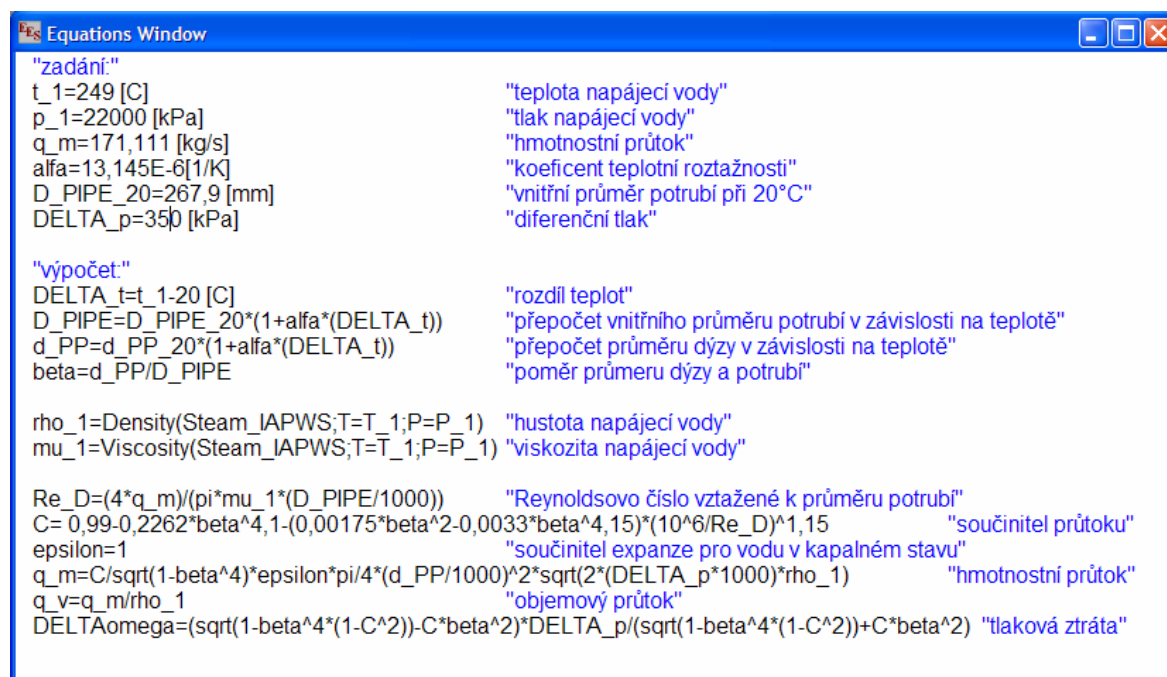 EEs Equations Window
"zadání:"
t_1=249 [C] "teplota napájecí vody"
p_1=22000 [kPa] "tlak napájecí vody"
q_m=171,111 [kg/s] "hmotnostní průtok"
alfa=13,145E-6[1/K] "koeficent teplotní roztažnosti"
D_PIPE_20=267,9 [mm] "vnitřní průměr potrubí při 20°C"
DELTA_p=350 [kPa] "diferenční tlak"
"výpočet:"
DELTA_t=t_1-20 [C] "rozdíl teplot"
D_PIPE=D_PIPE_20*(1+alfa*(DELTA_t)) "přepočet vnitřního průměru potrubí v závislosti na teplotě"
d_PP=d_PP_20*(1+alfa*(DELTA_t)) "přepočet průměru dýzy v závislosti na teplotě"
beta=d_PP/D_PIPE "poměr průmeru dýzy a potrubí"
rho_1=Density(Steam_IAPWS;T=T_1;P=P_1) "hustota napájecí vody"
mu_1=Viscosity(Steam_IAPWS;T=T_1;P=P_1) "viskozita napájecí vody"
Re_D=(4*q_m)/(pi*mu_1*(D_PIPE/1000)) "Reynoldsovo číslo vztažené k průměru potrubí"
C= 0,99-0,2262*beta^4,1-(0,00175*beta^2-0,0033*beta^4,15)*(10^6/Re_D)^1,15 "součinitel průtoku"
epsilon=1 "součinitel expanze pro vodu v kapalném stavu"
q_m=C/sqrt(1-beta^4)*epsilon*pi/4*(d_PP/1000)^2*sqrt(2*(DELTA_p*1000)*rho_1) "hmotnostní průtok"
q_v=q_m/rho_1 "objemový průtok"
DELTAomega=(sqrt(1-beta^4*(1-C^2))-C*beta^2)*DELTA_p/(sqrt(1-beta^4*(1-C^2))+C*beta^2) "tlaková ztráta"